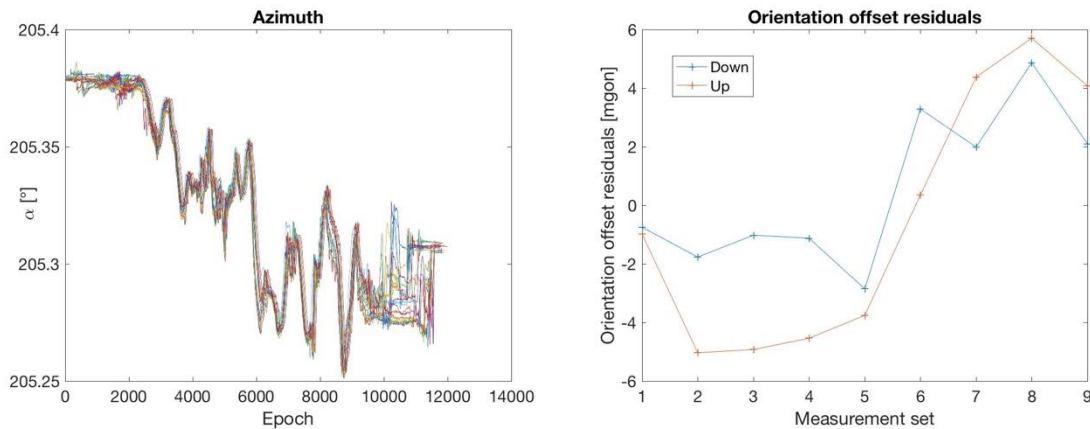 Azimuth
205.4
205.35
205.3
205.25
α [°]
0 2000 4000 6000 8000 10000 12000 14000
Epoch
Orientation offset residuals
6
4
2
0
-2
-4
-6
Orientation offset residuals [mgon]
Down
Up
1 2 3 4 5 6 7 8 9
Measurement set